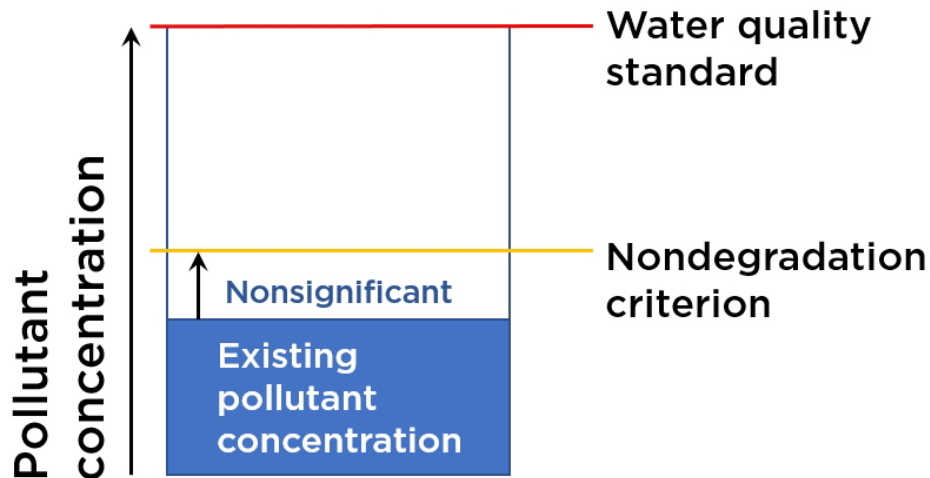 Water quality
standard
Nondegradation
criterion
Nonsignificant
Existing
pollutant
concentration
Pollutant
concentration